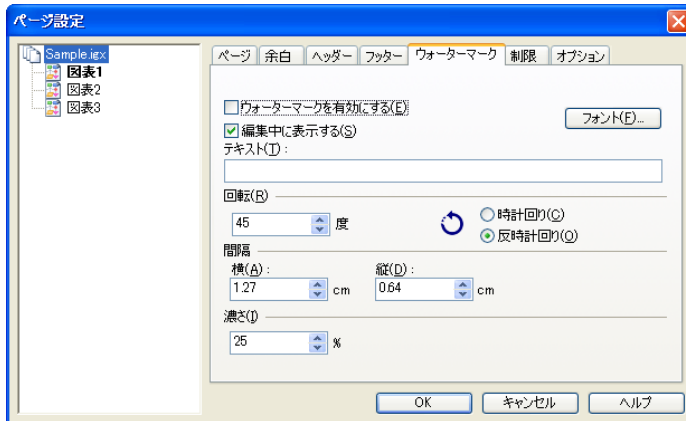 ページ設定
Sample.igx
図表1
図表2
図表3
ページ 余白 ヘッダー フッター ウォーターマーク 制限 オプション
ウォーターマークを有効にする(E)
フォント(F)...
編集中に表示する(S)
テキスト(T):
回転(R)
45 度
時計回り(C)
反時計回り(O)
間隔
横(A): 縦(D):
1.27 cm 0.64 cm
濃さ(I)
25 %
OK キャンセル ヘルプ